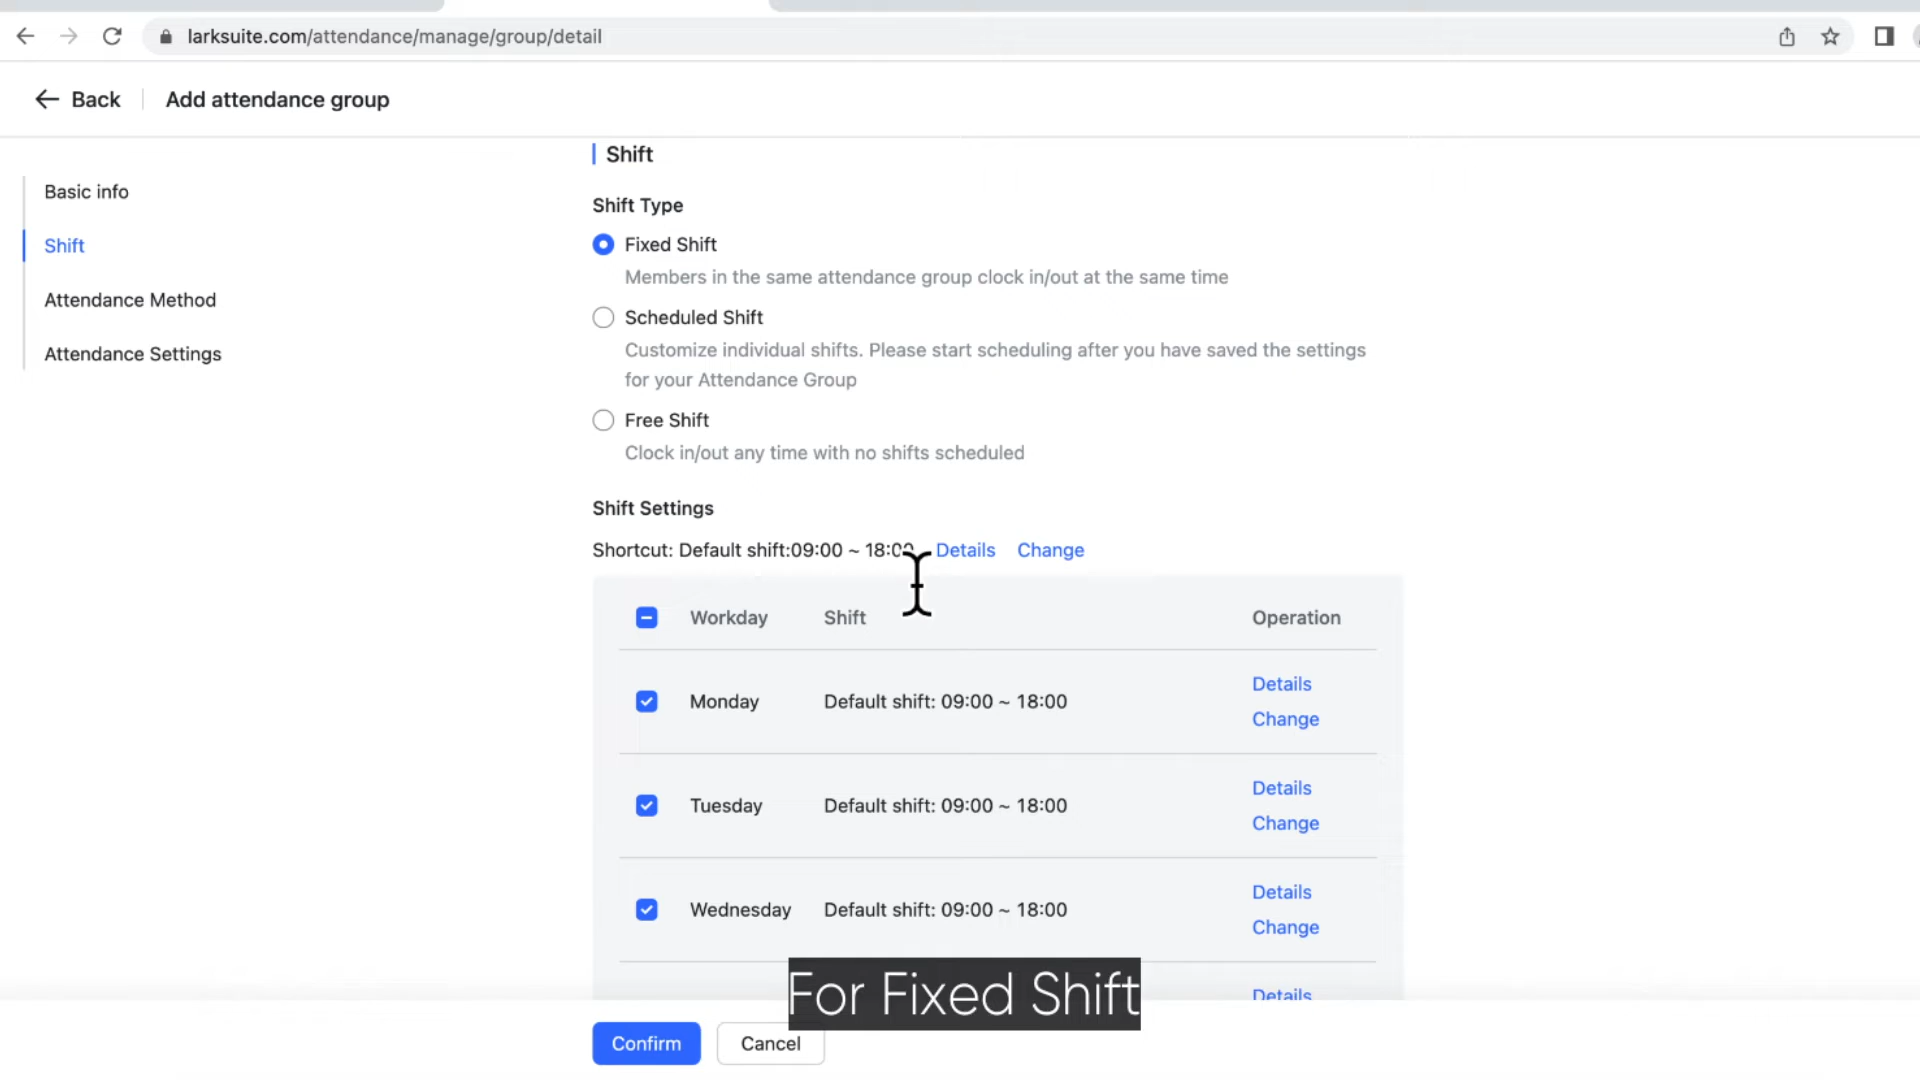 larksuite.com/attendance/manage/group/detail
Back
Add attendance group
Basic info
Shift
Attendance Method
Attendance Settings
Shift
Shift Type
Fixed Shift
Members in the same attendance group clock in/out at the same time
Scheduled Shift
Customize individual shifts. Please start scheduling after you have saved the settings
for your Attendance Group
Free Shift
Clock in/out any time with no shifts scheduled
Shift Settings
Shortcut: Default shift:09:00 ~ 18:00 Details Change
Workday Shift Operation
Monday Default shift: 09:00 ~ 18:00 Details
Change
Tuesday Default shift: 09:00 ~ 18:00 Details
Change
Wednesday Default shift: 09:00 ~ 18:00 Details
Change
Details
For Fixed Shift
Confirm Cancel